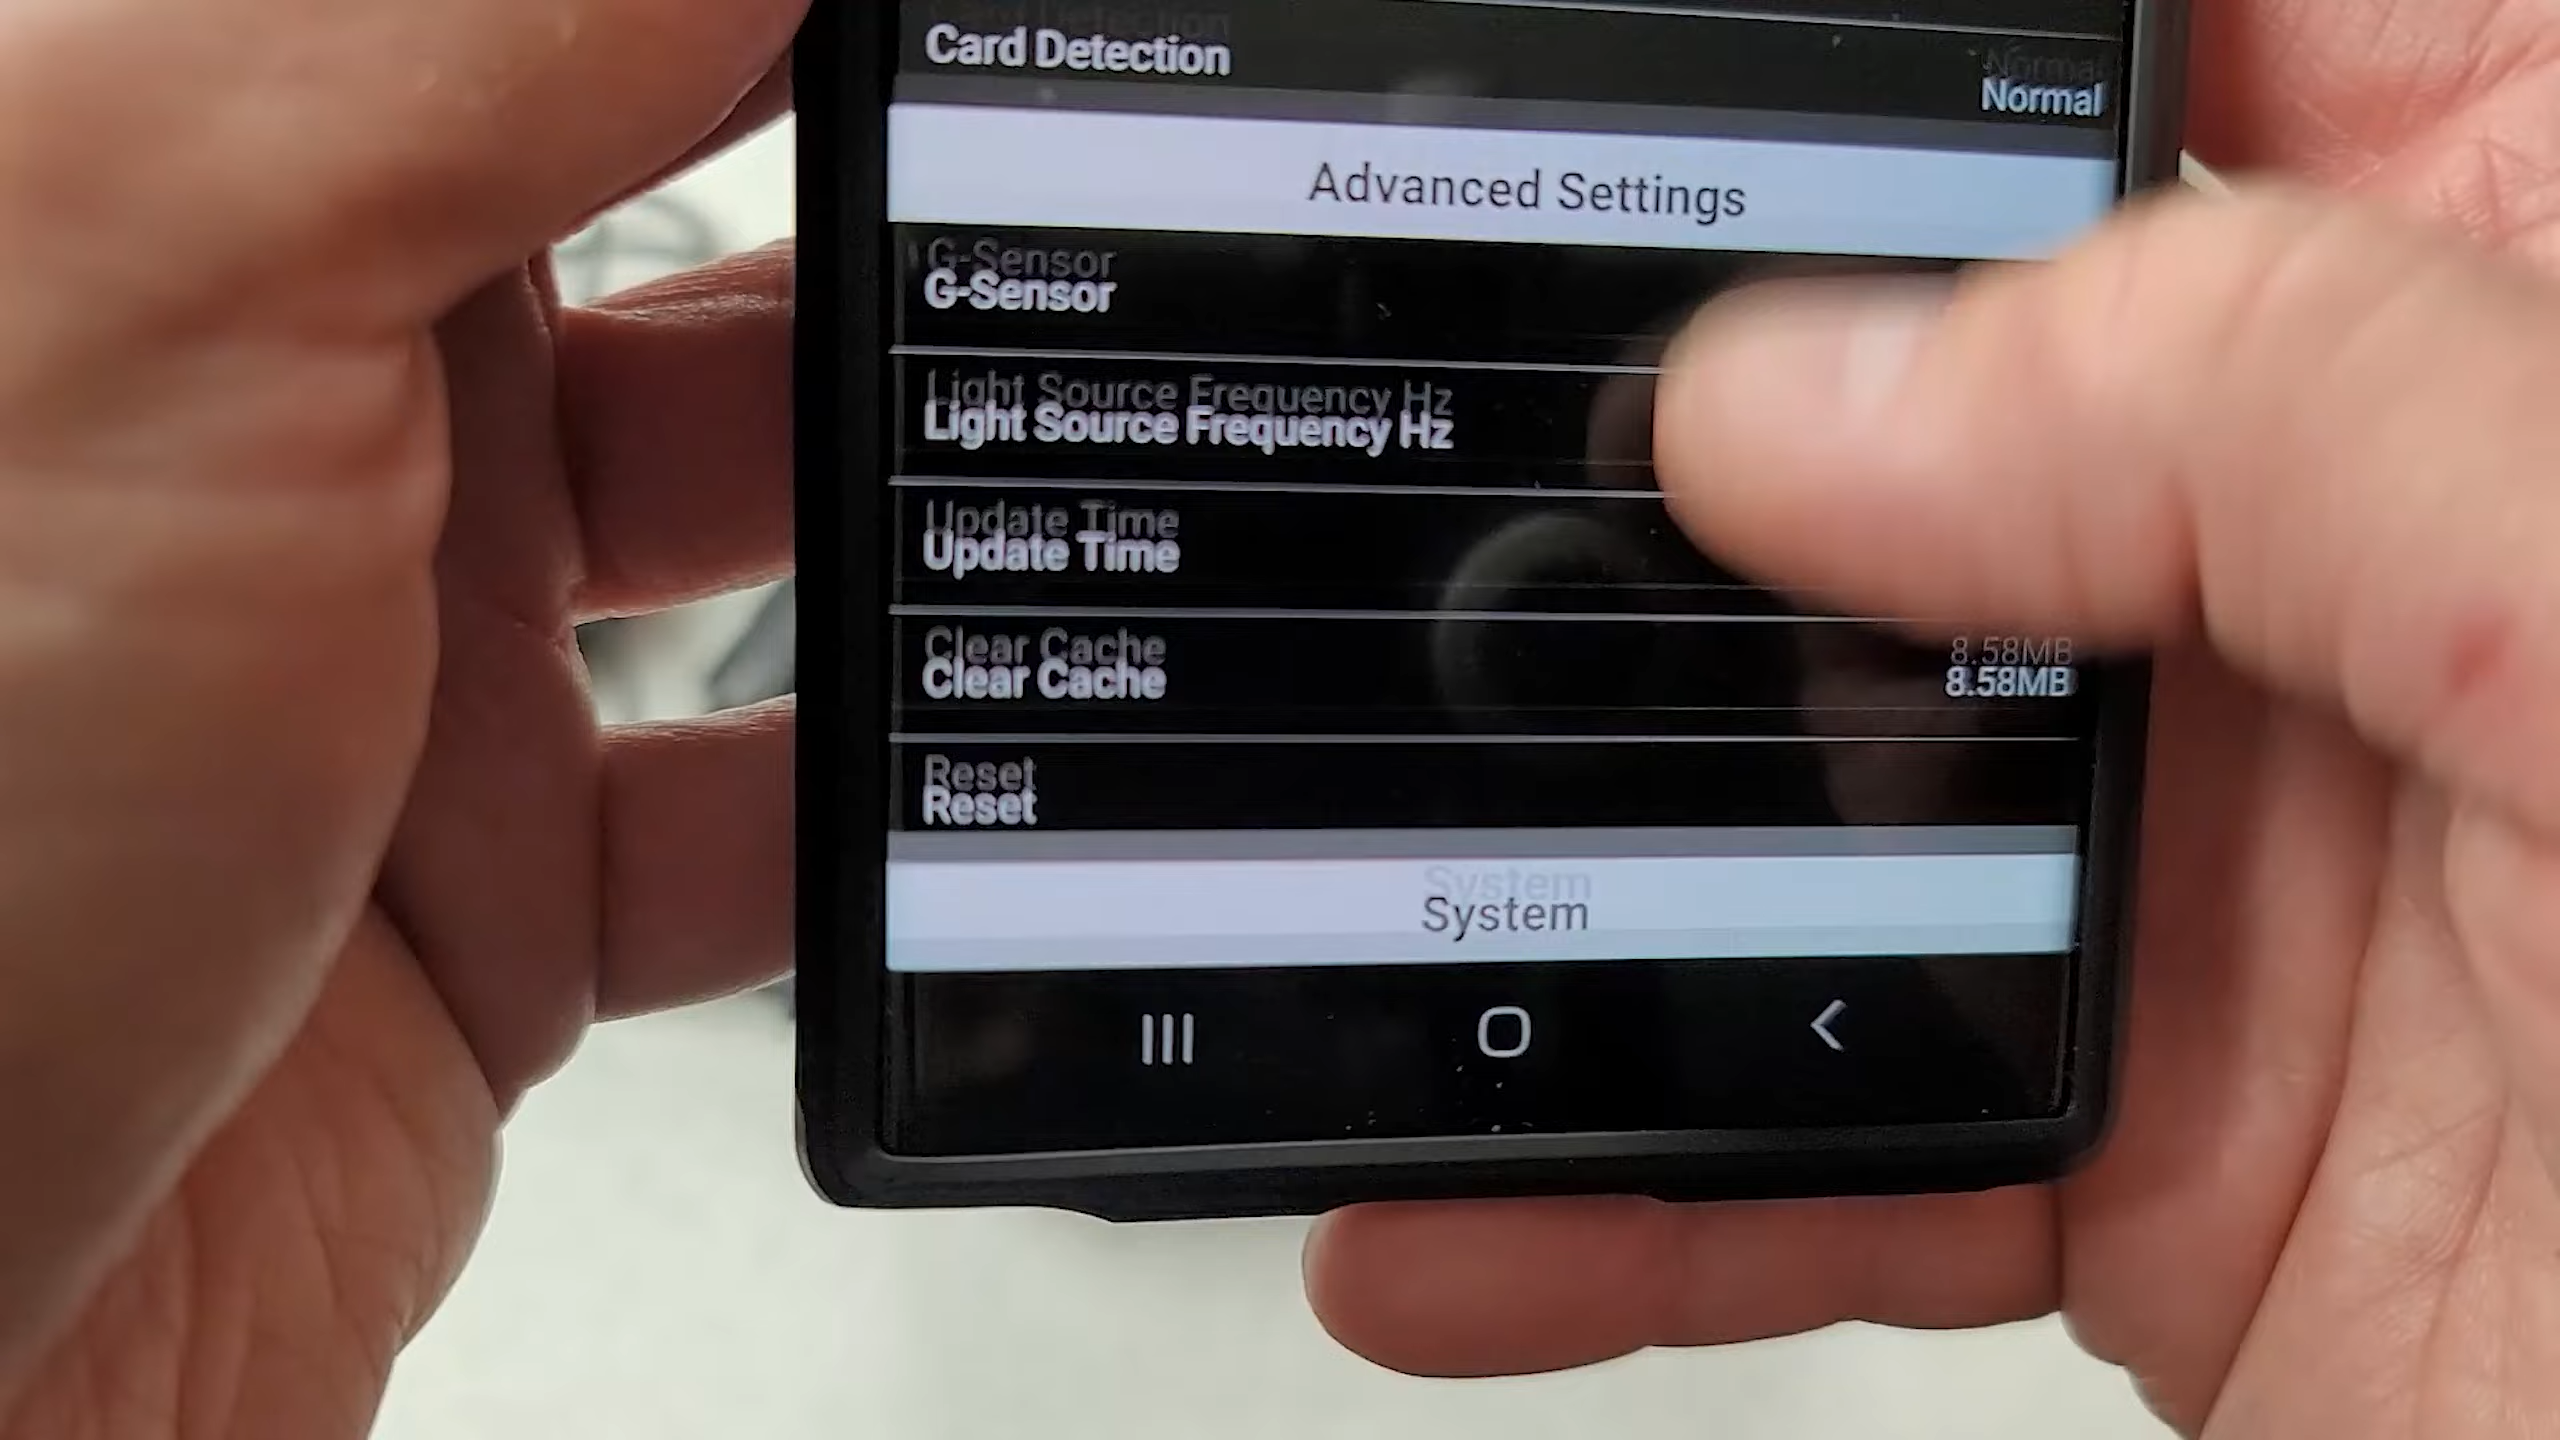 Card Detection
Normal
Advanced Settings
G-Sensor
Light Source Frequency Hz
Update Time
Clear Cache
8.58MB
Reset
System